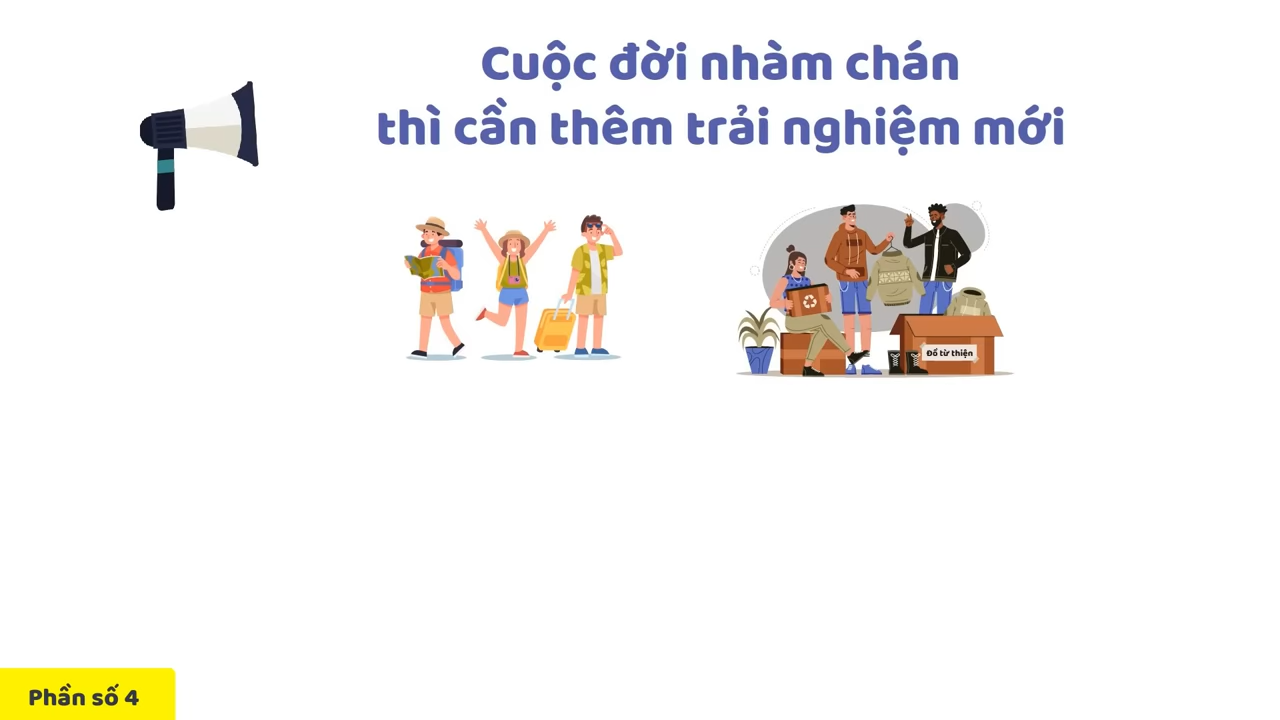 Cuộc đời nhàm chán
thì cần thêm trải nghiệm mới
Đồ từ thiện
Phần số 4